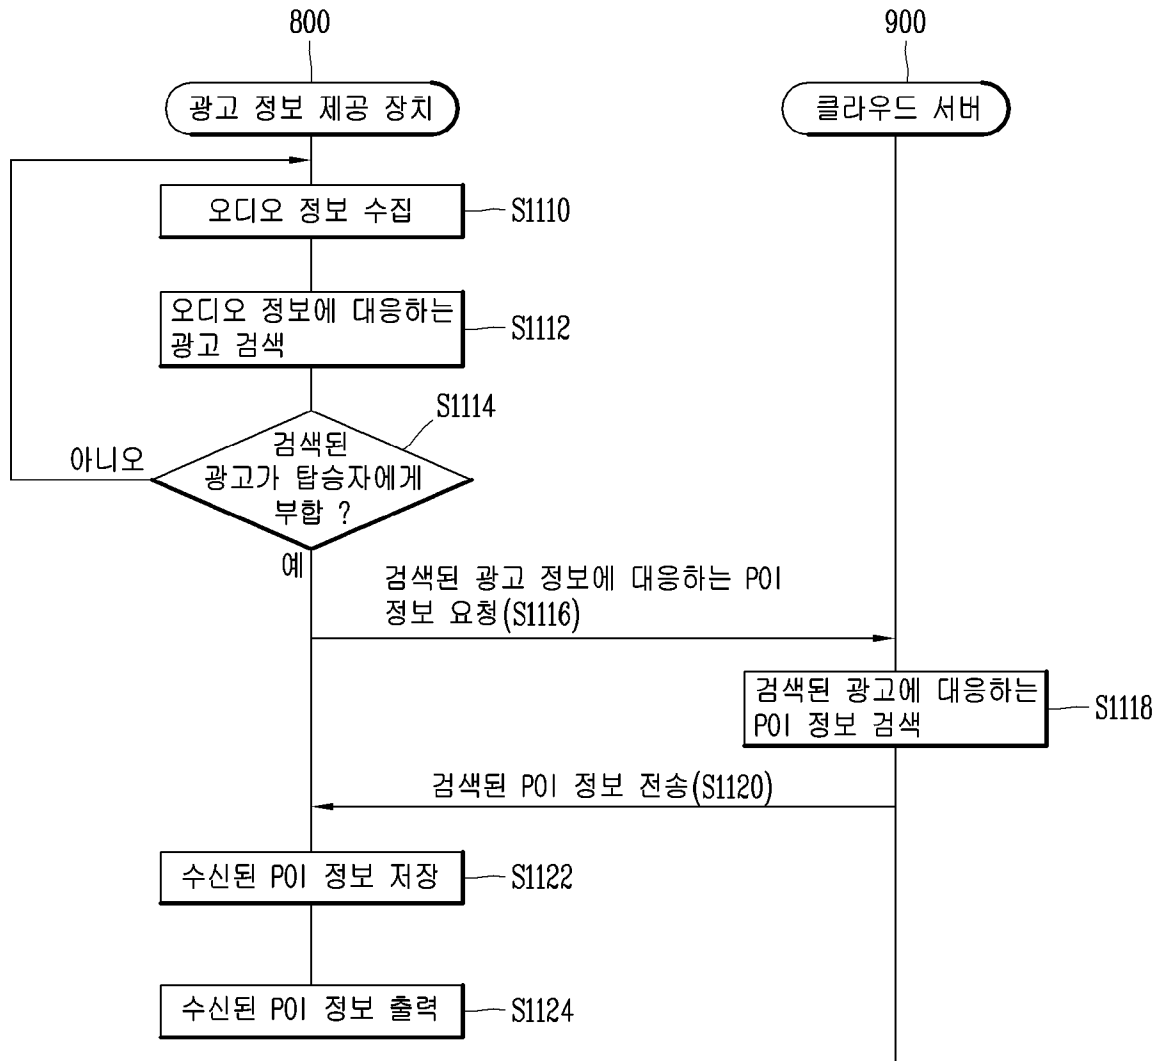 800
900
광고 정보 제공 장치
클라우드 서버
오디오 정보 수집
S1110
오디오 정보에 대응하는
광고 검색
S1112
S1114
검색된
광고가 탑승자에게
부합 ?
아니오
예
검색된 광고 정보에 대응하는 POI
정보 요청(S1116)
검색된 광고에 대응하는
POI 정보 검색
S1118
검색된 POI 정보 전송(S1120)
수신된 POI 정보 저장
S1122
수신된 POI 정보 출력
S1124